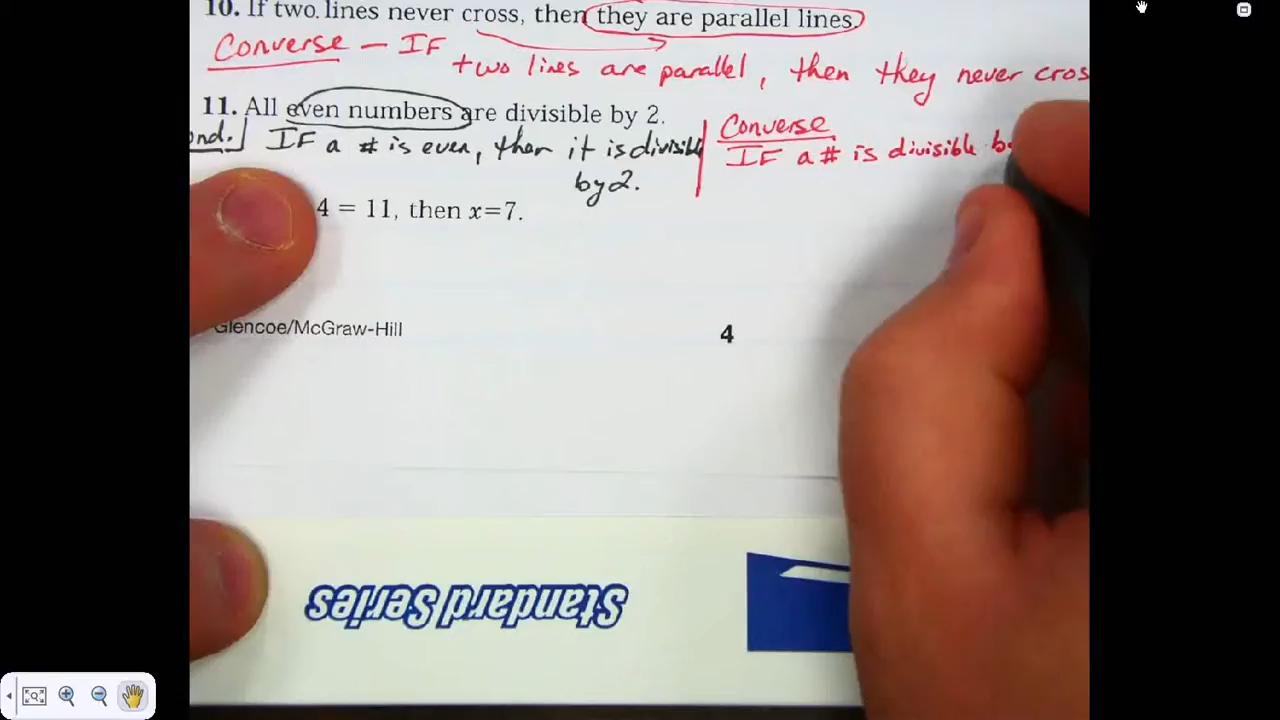 10. If two lines never cross, then they are parallel lines.
Converse - IF
two lines are parallel, then they never cros
11. All even numbers are divisible by 2.
ond. IF a # is even, then it is divisible
by 2.
Converse
IF a # is divisible b
4 = 11, then x=7.
Glencoe/McGraw-Hill
4
Standard Series